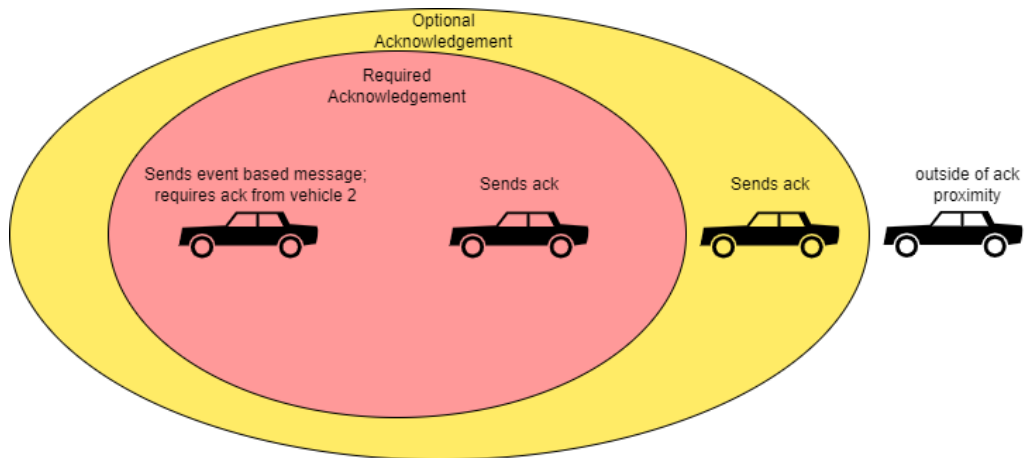 Optional
Acknowledgement
Required
Acknowledgement
Sends event based message;
requires ack from vehicle 2
Sends ack
Sends ack
outside of ack
proximity